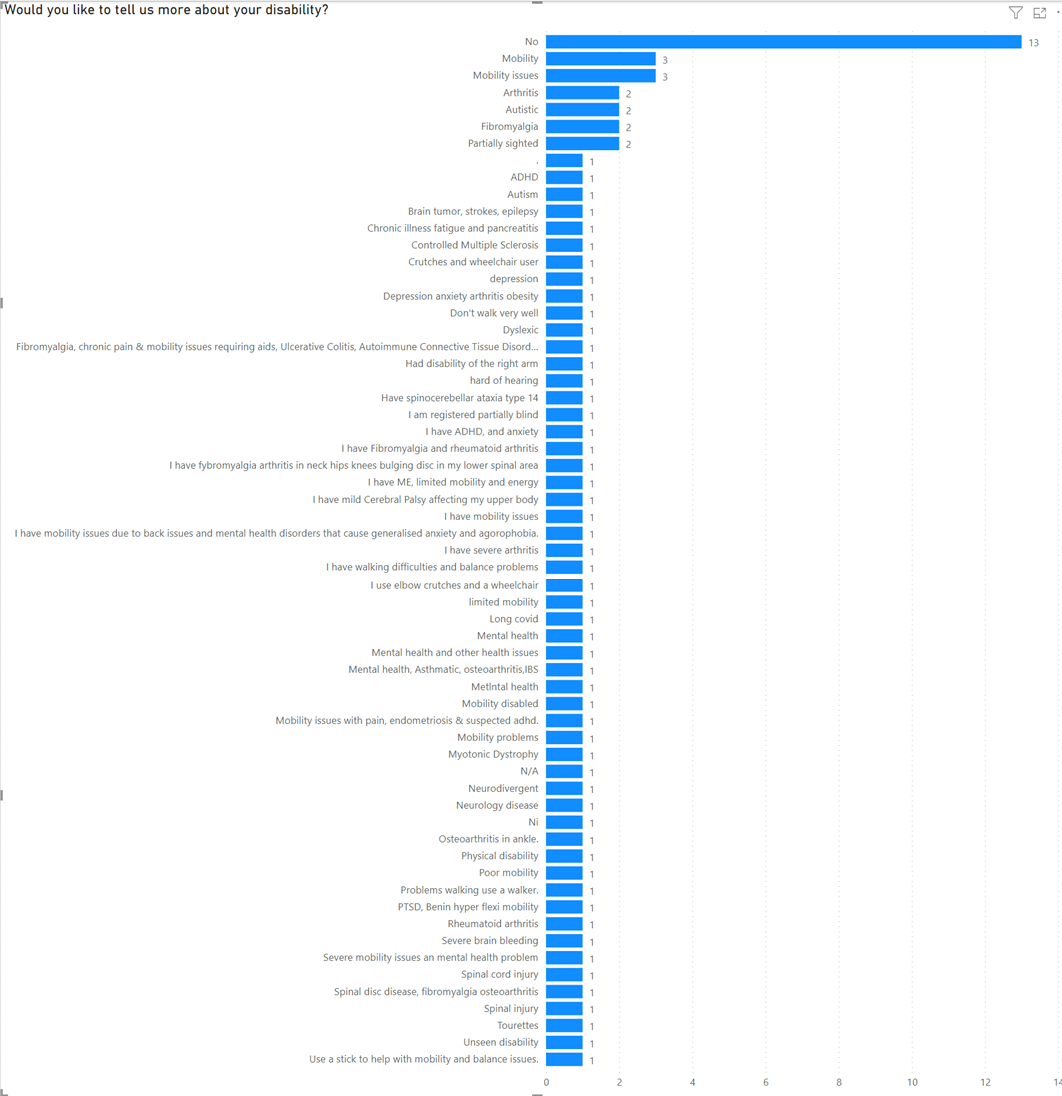 Would you like to tell us more about your disability?
No 13
Mobility 3
Mobility issues 3
Arthritis 2
Autistic 2
Fibromyalgia 2
Partially sighted 2
. 1
ADHD 1
Autism 1
Brain tumor, strokes, epilepsy 1
Chronic illness fatigue and pancreatitis 1
Controlled Multiple Sclerosis 1
Crutches and wheelchair user 1
depression 1
Depression anxiety arthritis obesity 1
Don't walk very well 1
Dyslexic 1
Fibromyalgia, chronic pain & mobility issues requiring aids, Ulcerative Colitis, Autoimmune Connective Tissue Disord... 1
Had disability of the right arm 1
hard of hearing 1
Have spinocerebellar ataxia type 14 1
I am registered partially blind 1
I have ADHD, and anxiety 1
I have Fibromyalgia and rheumatoid arthritis 1
I have fybromyalgia arthritis in neck hips knees bulging disc in my lower spinal area 1
I have ME, limited mobility and energy 1
I have mild Cerebral Palsy affecting my upper body 1
I have mobility issues 1
I have mobility issues due to back issues and mental health disorders that cause generalised anxiety and agorophobia. 1
I have severe arthritis 1
I have walking difficulties and balance problems 1
I use elbow crutches and a wheelchair 1
limited mobility 1
Long covid 1
Mental health 1
Mental health and other health issues 1
Mental health, Asthmatic, osteoarthritis,IBS 1
Metlntal health 1
Mobility disabled 1
Mobility issues with pain, endometriosis & suspected adhd. 1
Mobility problems 1
Myotonic Dystrophy 1
N/A 1
Neurodivergent 1
Neurology disease 1
Ni 1
Osteoarthritis in ankle. 1
Physical disability 1
Poor mobility 1
Problems walking use a walker. 1
PTSD, Benin hyper flexi mobility 1
Rheumatoid arthritis 1
Severe brain bleeding 1
Severe mobility issues an mental health problem 1
Spinal cord injury 1
Spinal disc disease, fibromyalgia osteoarthritis 1
Spinal injury 1
Tourettes 1
Unseen disability 1
Use a stick to help with mobility and balance issues. 1
0 2 4 6 8 10 12 14